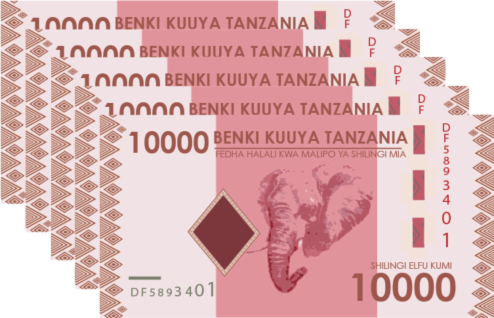 10000 BENKI KUUYA TANZANIA DF
10000 BENKI KUUYA TANZANIA DF
10000 BENKI KUUYA TANZANIA DF
10000 BENKI KUUYA TANZANIA DF
10000 BENKI KUUYA TANZANIA
FEDHA HALALI KWA MALIPO YA SHILINGI MIA
DF5893401
SHILINGI ELFU KUMI
DF5893401 10000